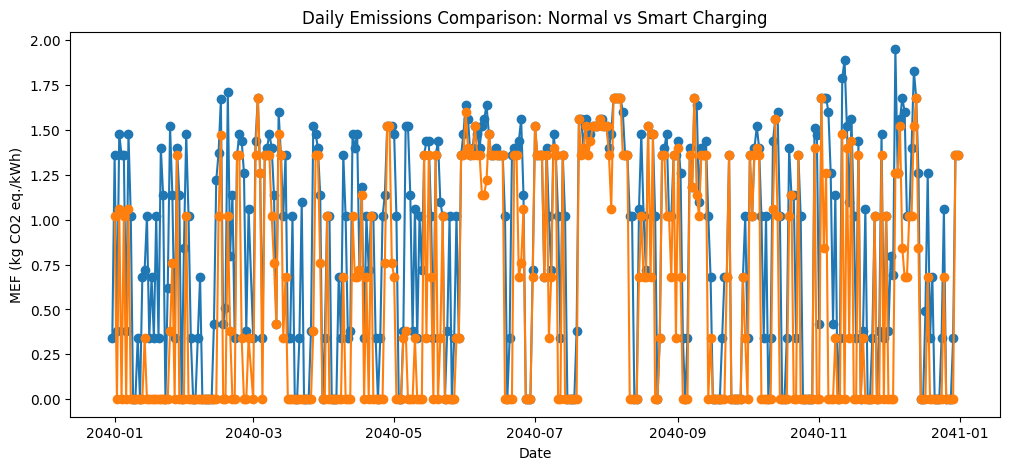 Daily Emissions Comparison: Normal vs Smart Charging
MEF (kg CO2 eq./kWh)
2.00
1.75
1.50
1.25
1.00
0.75
0.50
0.25
0.00
2040-01 2040-03 2040-05 2040-07 2040-09 2040-11 2041-01
Date